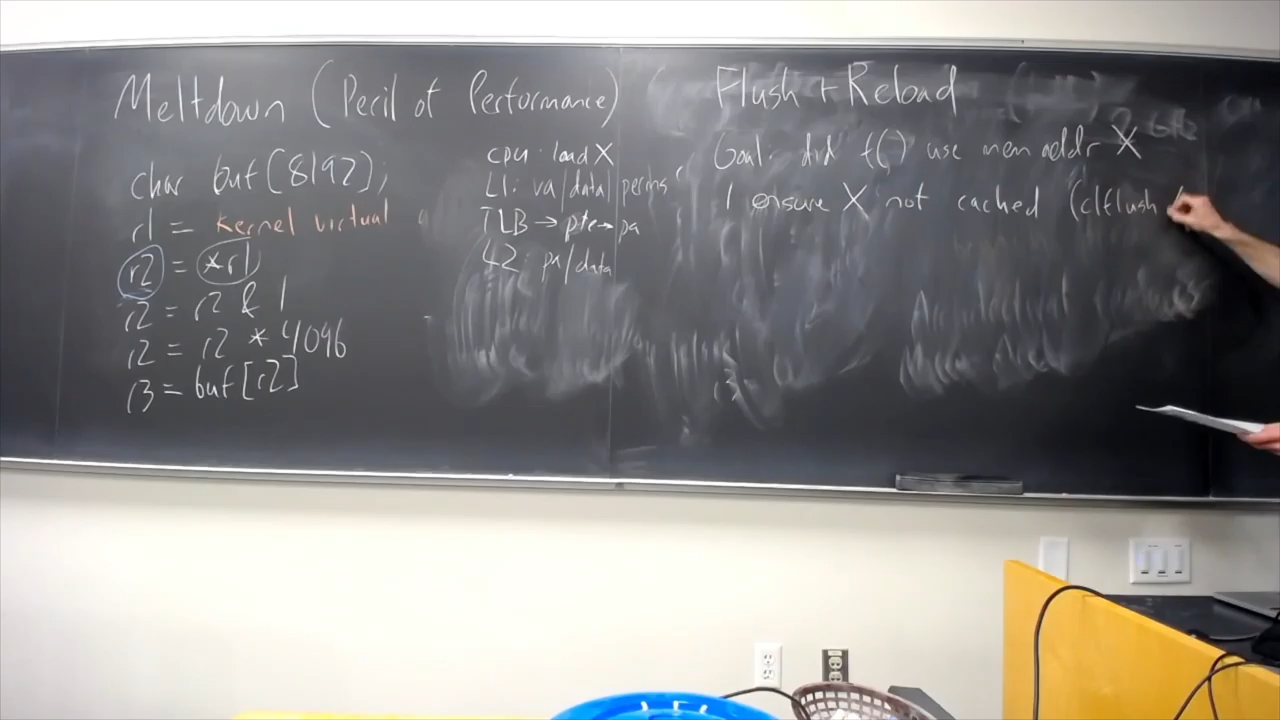 Meltdown (Peril of Performance)
char buf[8192];
r1 = kernel virtual
r2 = *r1
r2 = r2 & 1
r2 = r2 * 4096
r3 = buf[r2]
cpu: load X
L1: va/data/perms
TLB → pte → pa
L2: pa/data
Flush + Reload
Goal: did f() use mem addr X
1 ensure X not cached (clflush